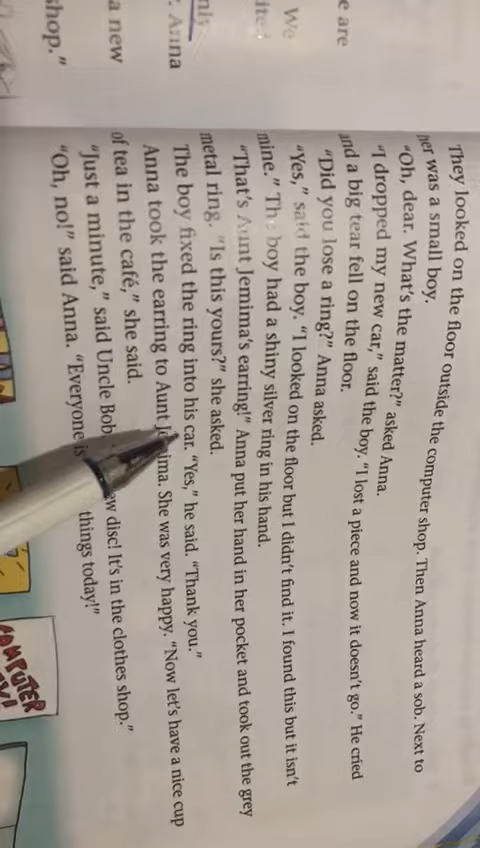 e are
We
ited
nly
: Anna
a new
shop."
They looked on the floor outside the computer shop. Then Anna heard a sob. Next to
her was a small boy.
"Oh, dear. What's the matter?" asked Anna.
"I dropped my new car," said the boy. "I lost a piece and now it doesn't go." He cried
and a big tear fell on the floor.
"Did you lose a ring?" Anna asked.
"Yes," said the boy. "I looked on the floor but I didn't find it. I found this but it isn't
mine." The boy had a shiny silver ring in his hand.
"That's Aunt Jemima's earring!" Anna put her hand in her pocket and took out the grey
metal ring. "Is this yours?" she asked.
The boy fixed the ring into his car. "Yes," he said. "Thank you."
Anna took the earring to Aunt Jemima. She was very happy. "Now let's have a nice cup
of tea in the café," she said.
"Just a minute," said Uncle Bob. ew disc! It's in the clothes shop."
"Oh, no!" said Anna. "Everyone is things today!"
COMPUTER